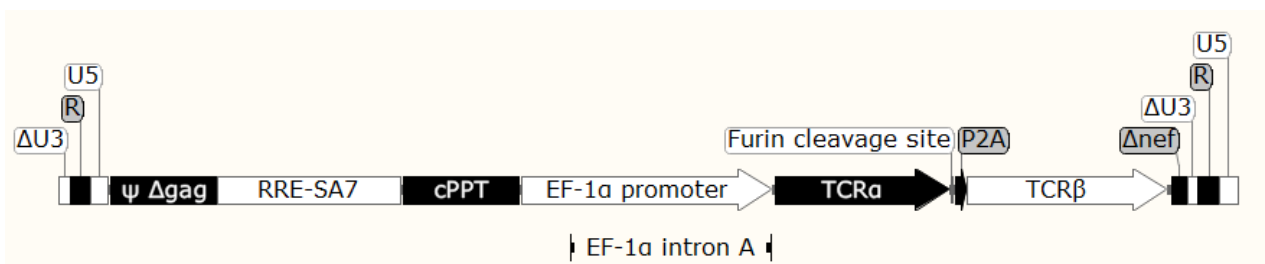 U5
U5
R
R
ΔU3
ΔU3
Furin cleavage site
P2A
Δnef
ψ Δgag
RRE-SA7
cPPT
EF-1α promoter
TCRα
TCRβ
EF-1α intron A